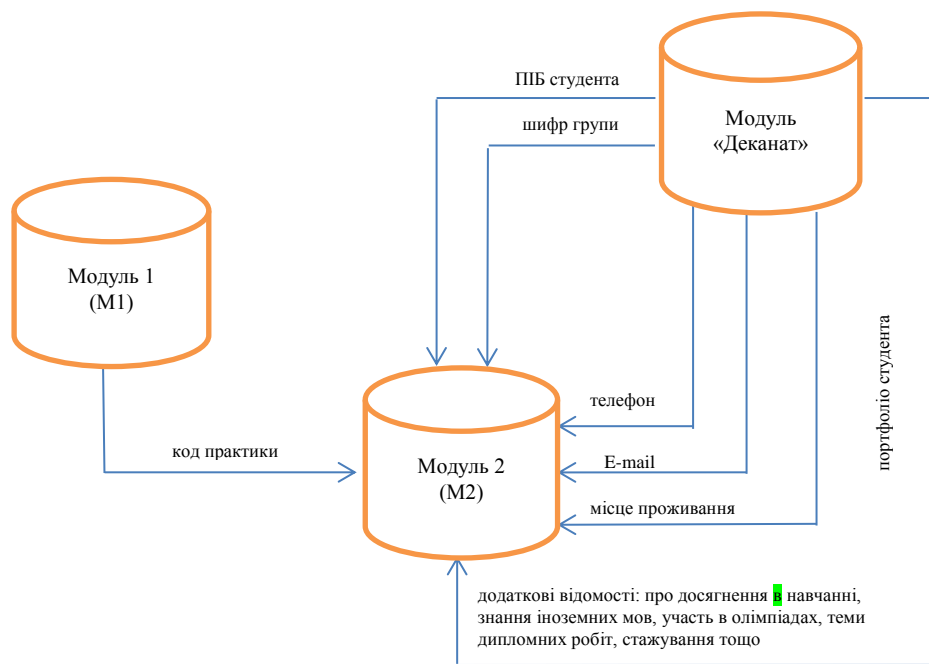 ПІБ студента
шифр групи
Модуль
«Деканат»
Модуль 1
(М1)
портфоліо студента
телефон
код практики
Модуль 2
(М2)
E-mail
місце проживання
додаткові відомості: про досягнення в навчанні,
знання іноземних мов, участь в олімпіадах, теми
дипломних робіт, стажування тощо